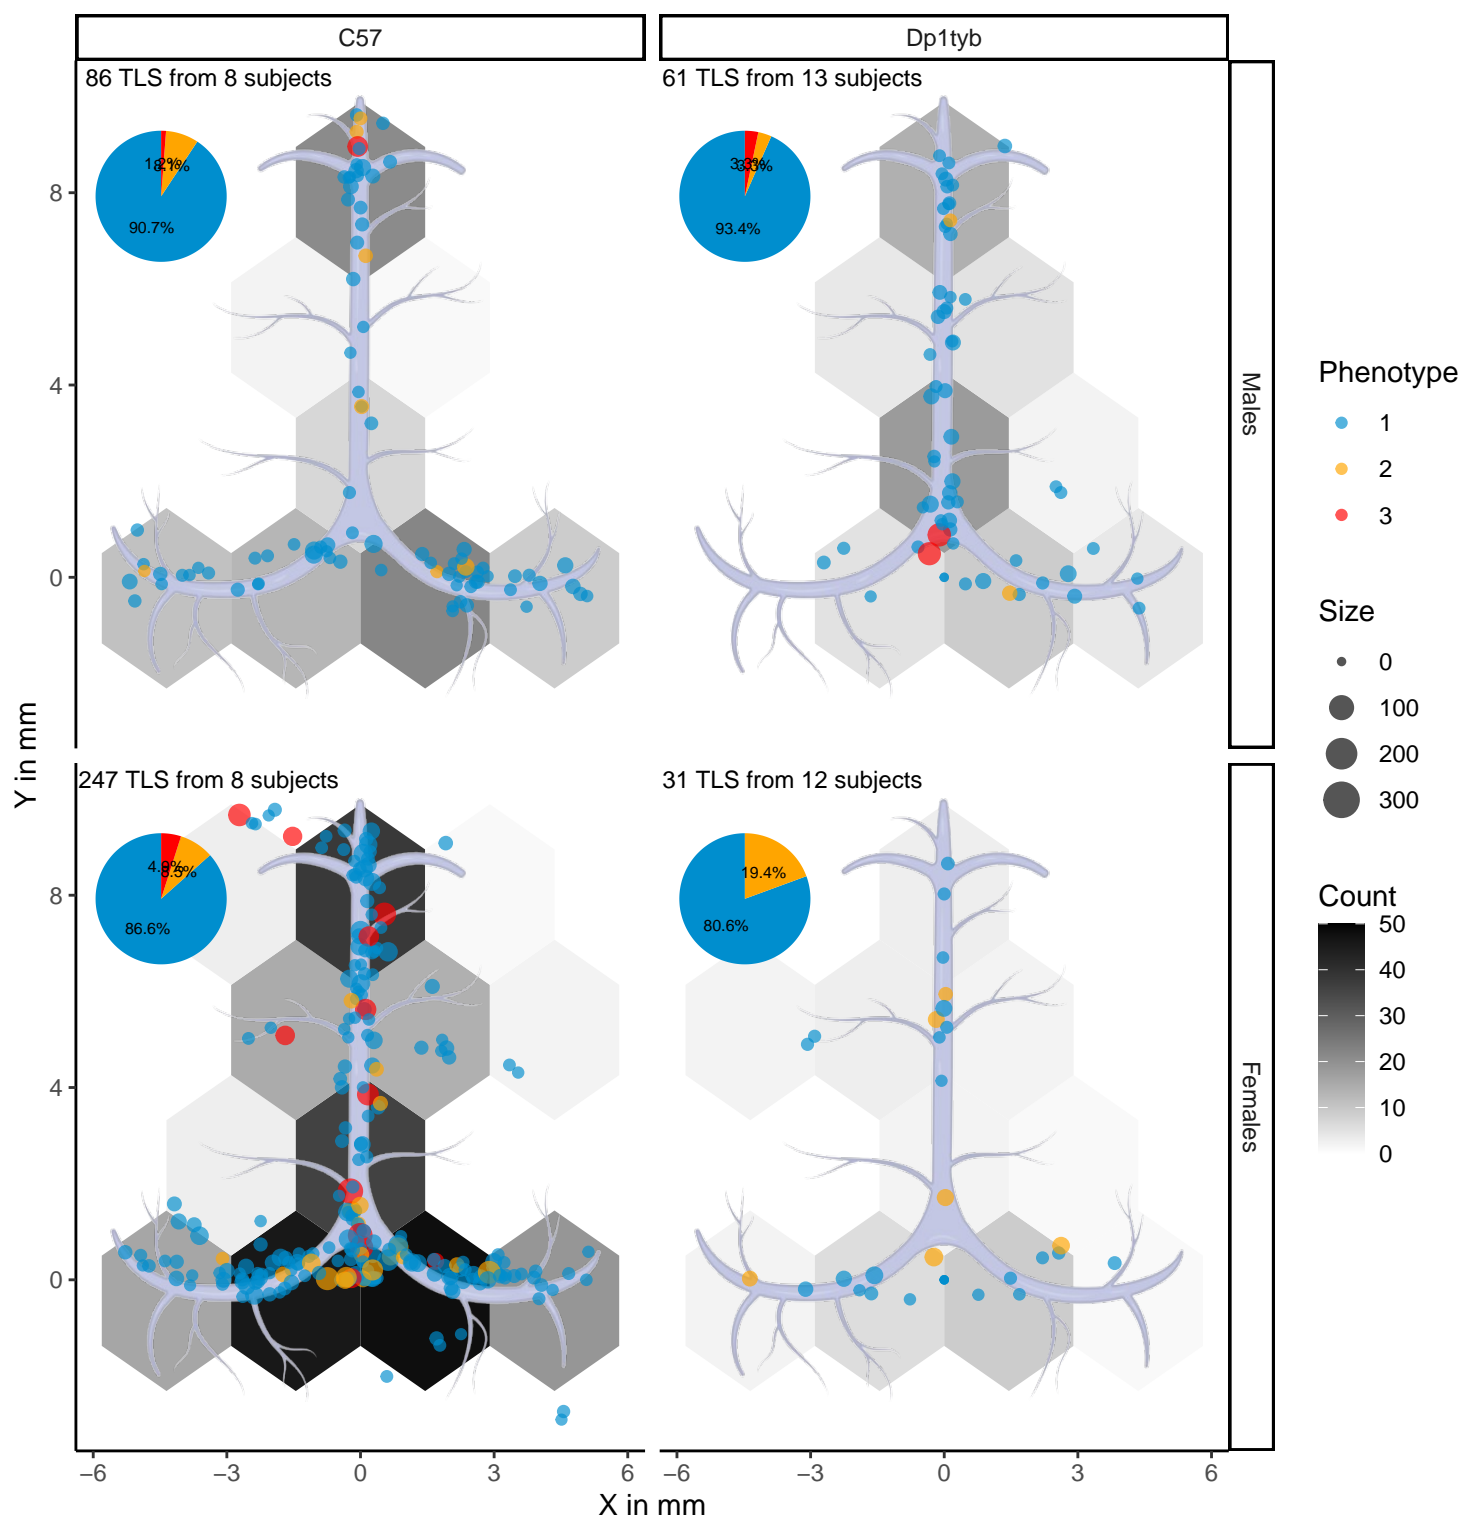 C57
Dp1tyb
86 TLS from 8 subjects
61 TLS from 13 subjects
90.7%
93.4%
8
4
0
Males
247 TLS from 8 subjects
31 TLS from 12 subjects
86.6%
19.4%
80.6%
8
4
0
Females
−6
−3
0
3
6
−6
−3
0
3
6
X in mm
Y in mm
Phenotype
1
2
3
Size
0
100
200
300
Count
50
40
30
20
10
0